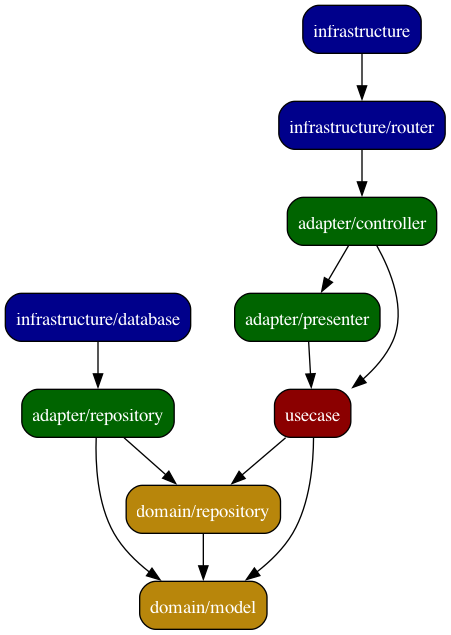 infrastructure
infrastructure/router
adapter/controller
infrastructure/database
adapter/presenter
adapter/repository
usecase
domain/repository
domain/model